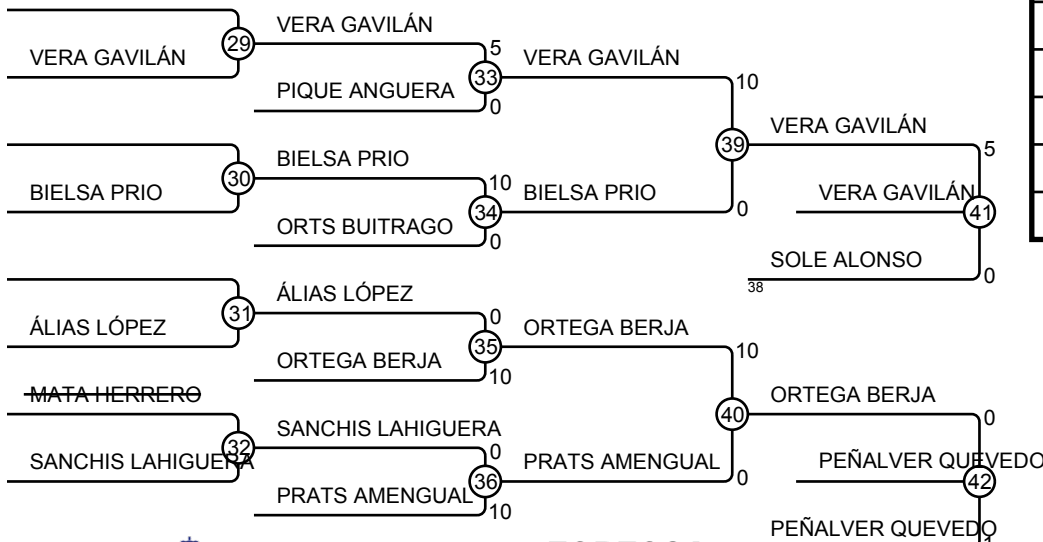 VERA GAVILÁN
29
VERA GAVILÁN
5
PIQUE ANGUERA
0
33
VERA GAVILÁN
10
BIELSA PRIO
30
BIELSA PRIO
10
ORTS BUITRAGO
0
34
BIELSA PRIO
0
39
VERA GAVILÁN
5
VERA GAVILÁN
41
SOLE ALONSO
38
0
ÁLIAS LÓPEZ
31
ÁLIAS LÓPEZ
0
ORTEGA BERJA
10
35
ORTEGA BERJA
10
MATA HERRERO
SANCHIS LAHIGUERA
32
SANCHIS LAHIGUERA
0
PRATS AMENGUAL
10
36
PRATS AMENGUAL
0
40
ORTEGA BERJA
0
PEÑALVER QUEVEDO
42
PEÑALVER QUEVEDO
1